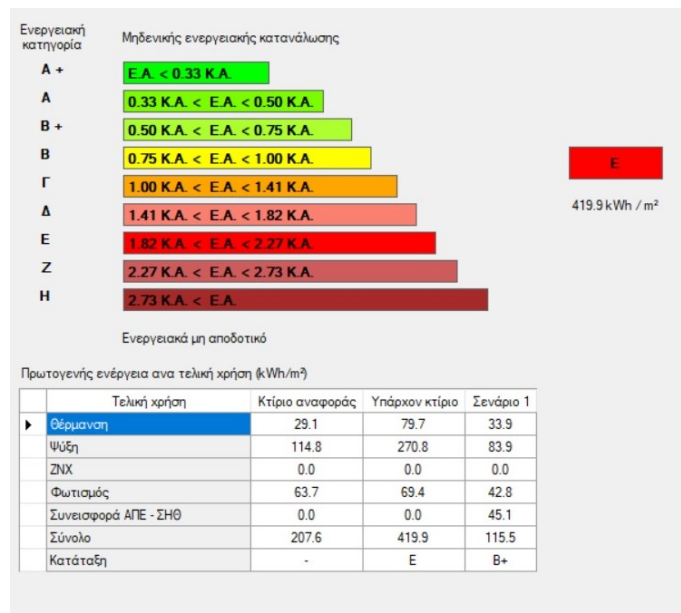 Ενεργειακή
κατηγορία
Μηδενικής ενεργειακής κατανάλωσης
Α + Ε.Α. < 0.33 Κ.Α.
Α 0.33 Κ.Α. < Ε.Α. < 0.50 Κ.Α.
Β + 0.50 Κ.Α. < Ε.Α. < 0.75 Κ.Α.
Β 0.75 Κ.Α. < Ε.Α. < 1.00 Κ.Α.
Γ 1.00 Κ.Α. < Ε.Α. < 1.41 Κ.Α.
Δ 1.41 Κ.Α. < Ε.Α. < 1.82 Κ.Α.
Ε 1.82 Κ.Α. < Ε.Α. < 2.27 Κ.Α.
Ζ 2.27 Κ.Α. < Ε.Α. < 2.73 Κ.Α.
Η 2.73 Κ.Α. < Ε.Α.
Ε
419.9 kWh / m²
Ενεργειακά μη αποδοτικό
Πρωτογενής ενέργεια ανα τελική χρήση (kWh/m²)
Τελική χρήση Κτίριο αναφοράς Υπάρχον κτίριο Σενάριο 1
Θέρμανση 29.1 79.7 33.9
Ψύξη 114.8 270.8 83.9
ΖΝΧ 0.0 0.0 0.0
Φωτισμός 63.7 69.4 42.8
Συνεισφορά ΑΠΕ - ΣΗΘ 0.0 0.0 45.1
Σύνολο 207.6 419.9 115.5
Κατάταξη - Ε Β+